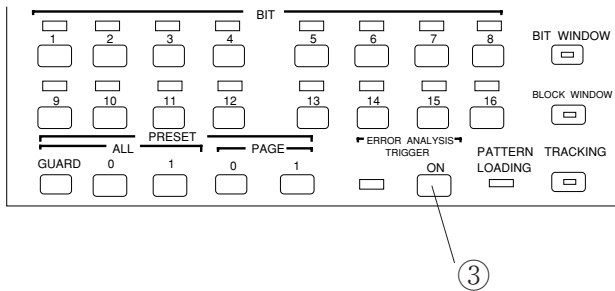 BIT
1 2 3 4 5 6 7 8
BIT WINDOW
9 10 11 12 13 14 15 16
BLOCK WINDOW
PRESET
ERROR ANALYSIS
TRIGGER
ALL
PAGE
PATTERN
LOADING
TRACKING
GUARD 0 1 0 1 ON
③